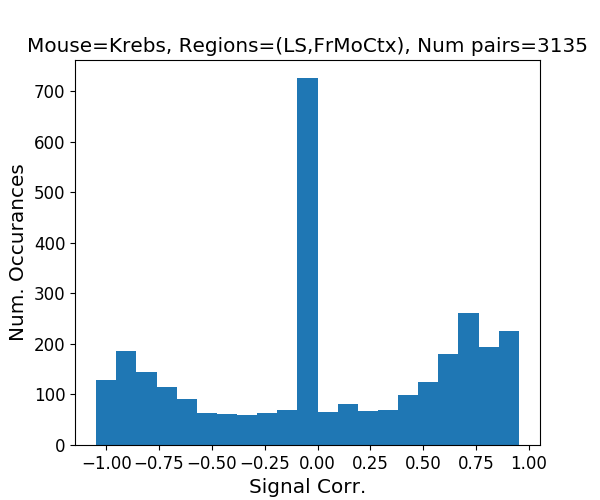 Mouse=Krebs, Regions=(LS,FrMoCtx), Num pairs=3135
700
600
500
400
300
200
100
0
Num. Occurances
−1.00 −0.75 −0.50 −0.25 0.00 0.25 0.50 0.75 1.00
Signal Corr.